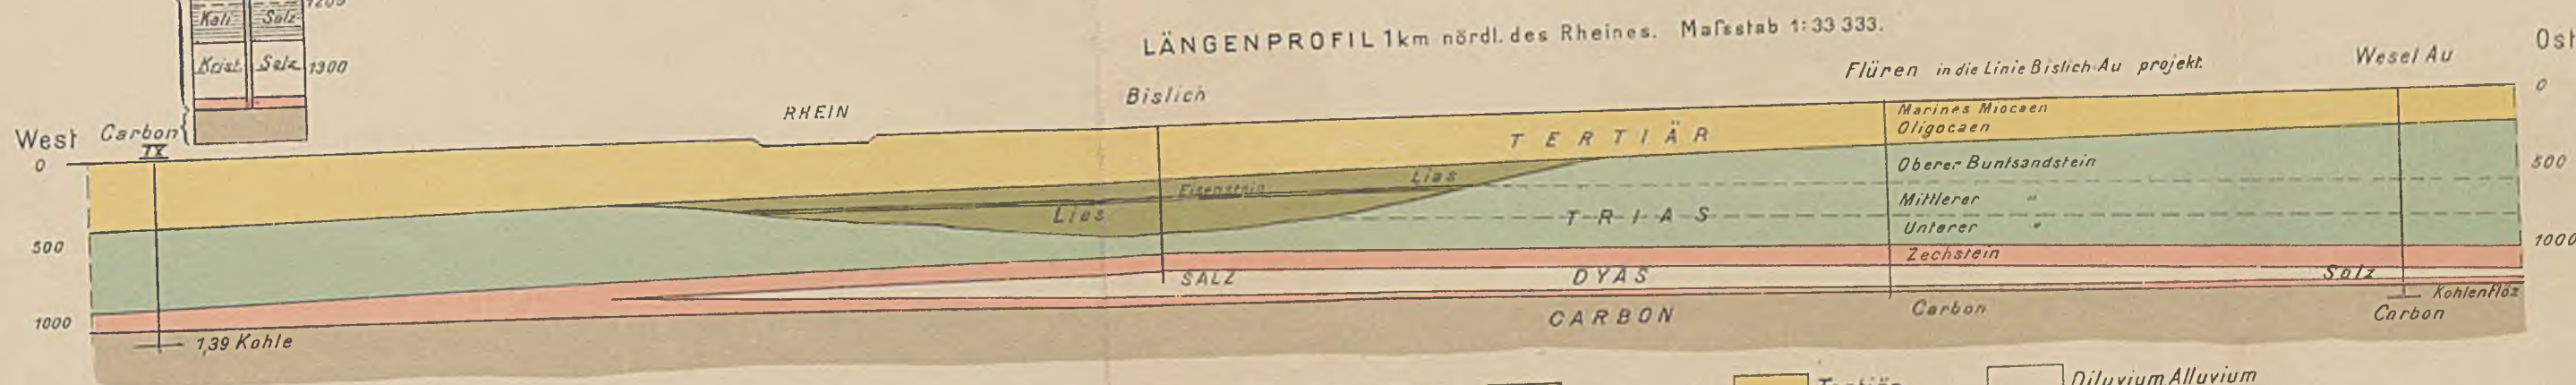 1205
Kali Salz
Krist. Salz 1300
Carbon
LÄNGENPROFIL 1km nördl. des Rheines. Maſsstab 1:33 333.
West
Ost
IX
RHEIN
Bislich
Flüren in die Linie Bislich-Au projekt.
Wesel Au
0
0
500
500
1000
1000
TERTIÄR
Marines Miocaen
Oligocaen
Eisenstein
Lias
Lias
Oberer Buntsandstein
Mittlerer "
TRIAS
Unterer "
Zechstein
SALZ
DYAS
Salz
Kohlenflöz
CARBON
Carbon
Carbon
1,39 Kohle
Tertiär
Diluvium Alluvium